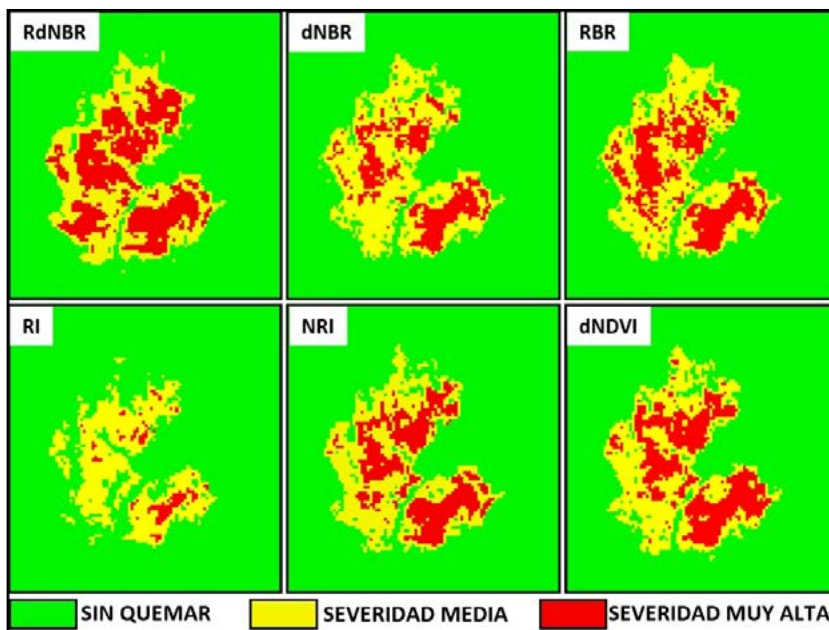 RdNBR
dNBR
RBR
RI
NRI
dNDVI
SIN QUEMAR
SEVERIDAD MEDIA
SEVERIDAD MUY ALTA